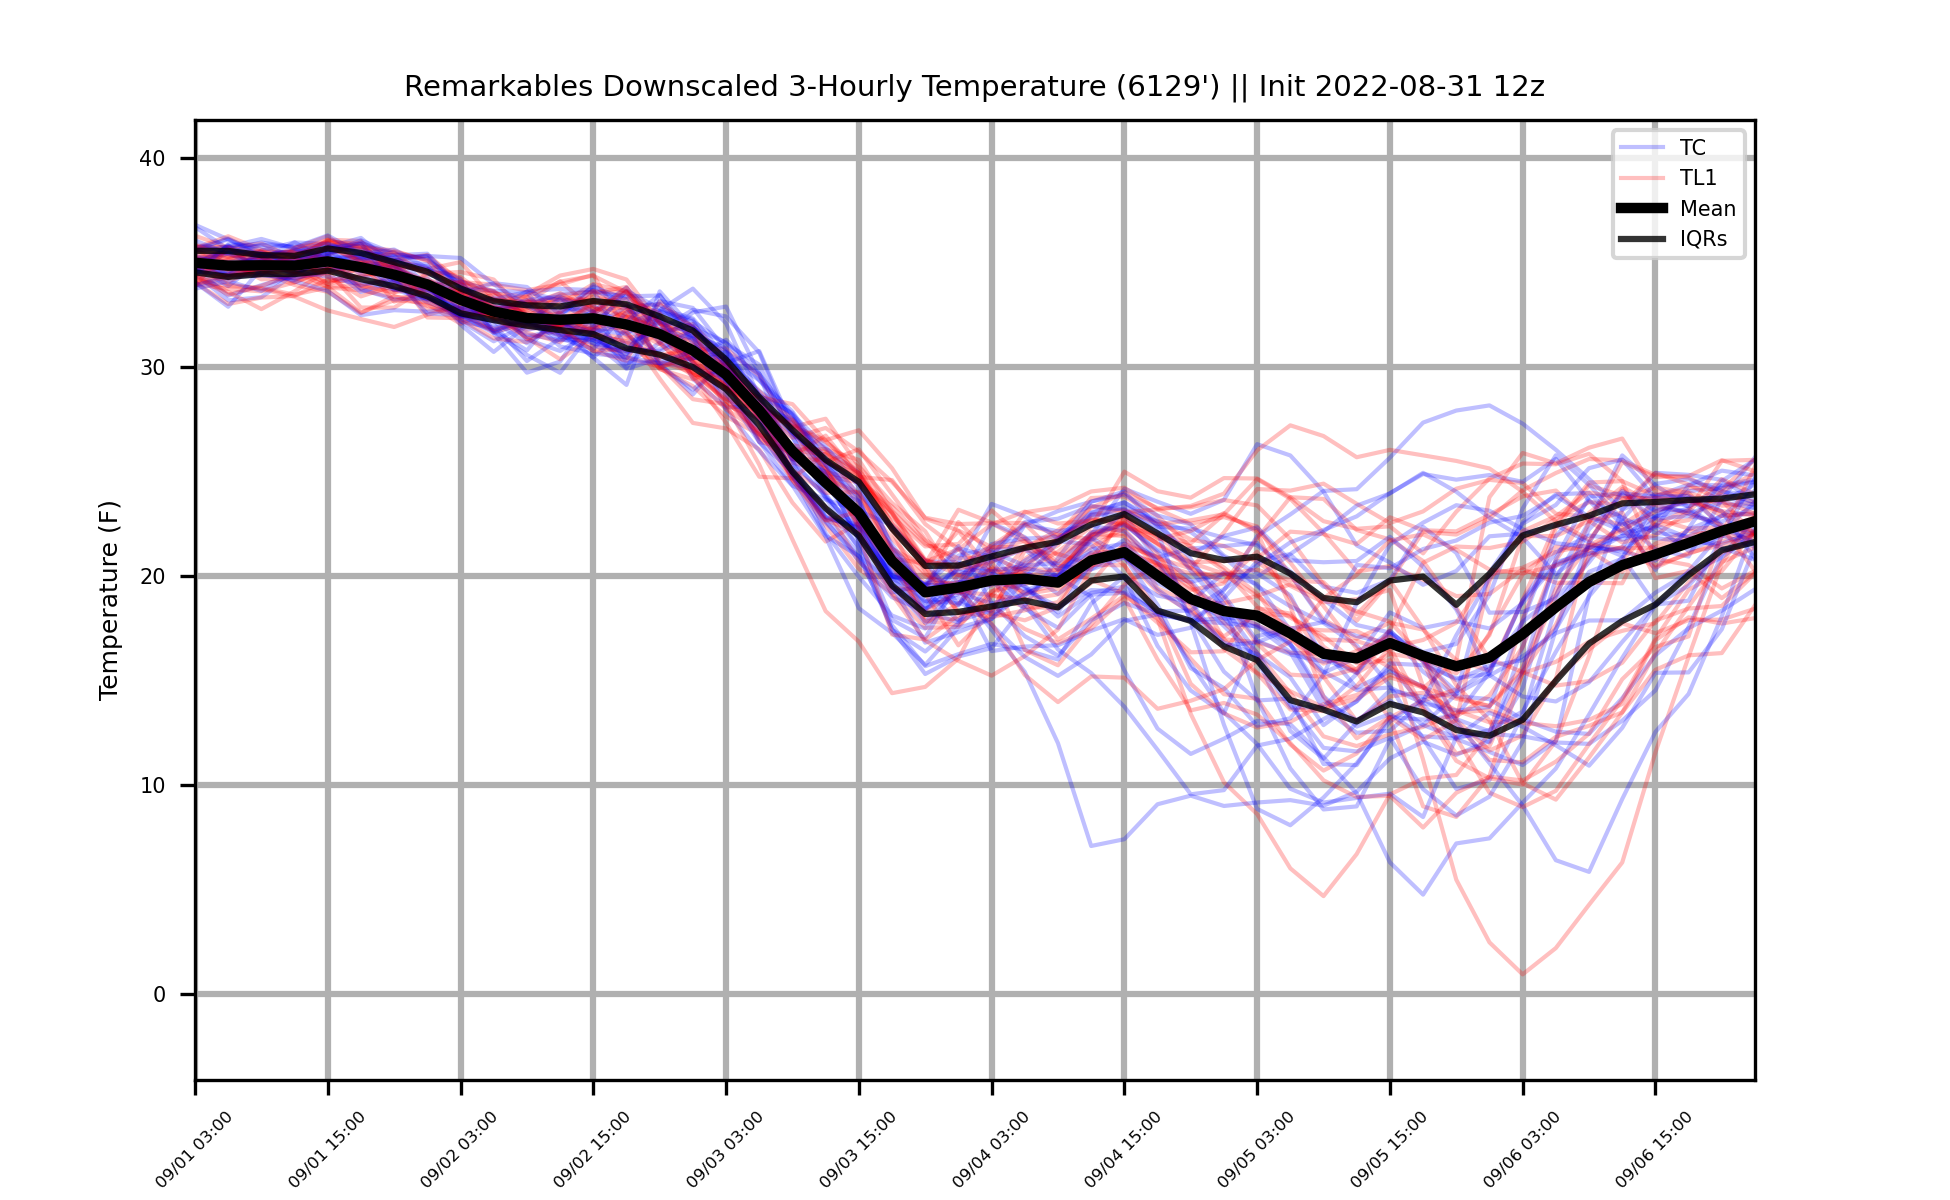 Remarkables Downscaled 3-Hourly Temperature (6129') || Init 2022-08-31 12z
TC
TL1
Mean
IQRs
Temperature (F)
40
30
20
10
0
09/01 03:00
09/01 15:00
09/02 03:00
09/02 15:00
09/03 03:00
09/03 15:00
09/04 03:00
09/04 15:00
09/05 03:00
09/05 15:00
09/06 03:00
09/06 15:00